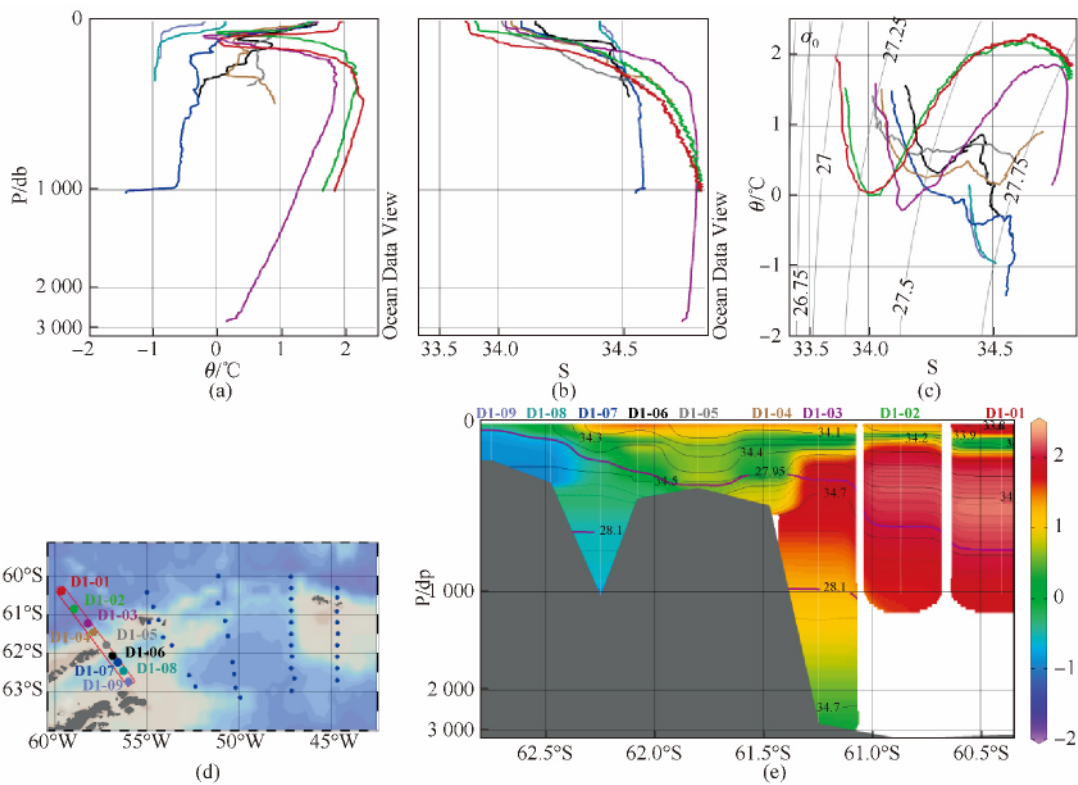 0
1 000
2 000
3 000
P/db
−2
−1
0
1
2
θ/℃
(a)
Ocean Data View
33.5
34.0
34.5
S
(b)
Ocean Data View
σ₀
27.25
27
26.75
27.5
27.75
2
1
0
−1
−2
θ/℃
33.5
34.0
34.5
S
(c)
60°S
61°S
62°S
63°S
D1-01
D1-02
D1-03
D1-04
D1-05
D1-06
D1-07
D1-08
D1-09
60°W
55°W
50°W
45°W
(d)
D1-09 D1-08 D1-07 D1-06 D1-05 D1-04 D1-03 D1-02 D1-01
0
1 000
2 000
3 000
P/dp
34.3
34.1
34.2
33.9
33.8
34.4
34.5
27.95
34.7
28.1
28.1
34.7
62.5°S
62.0°S
61.5°S
61.0°S
60.5°S
2
1
0
−1
−2
(e)